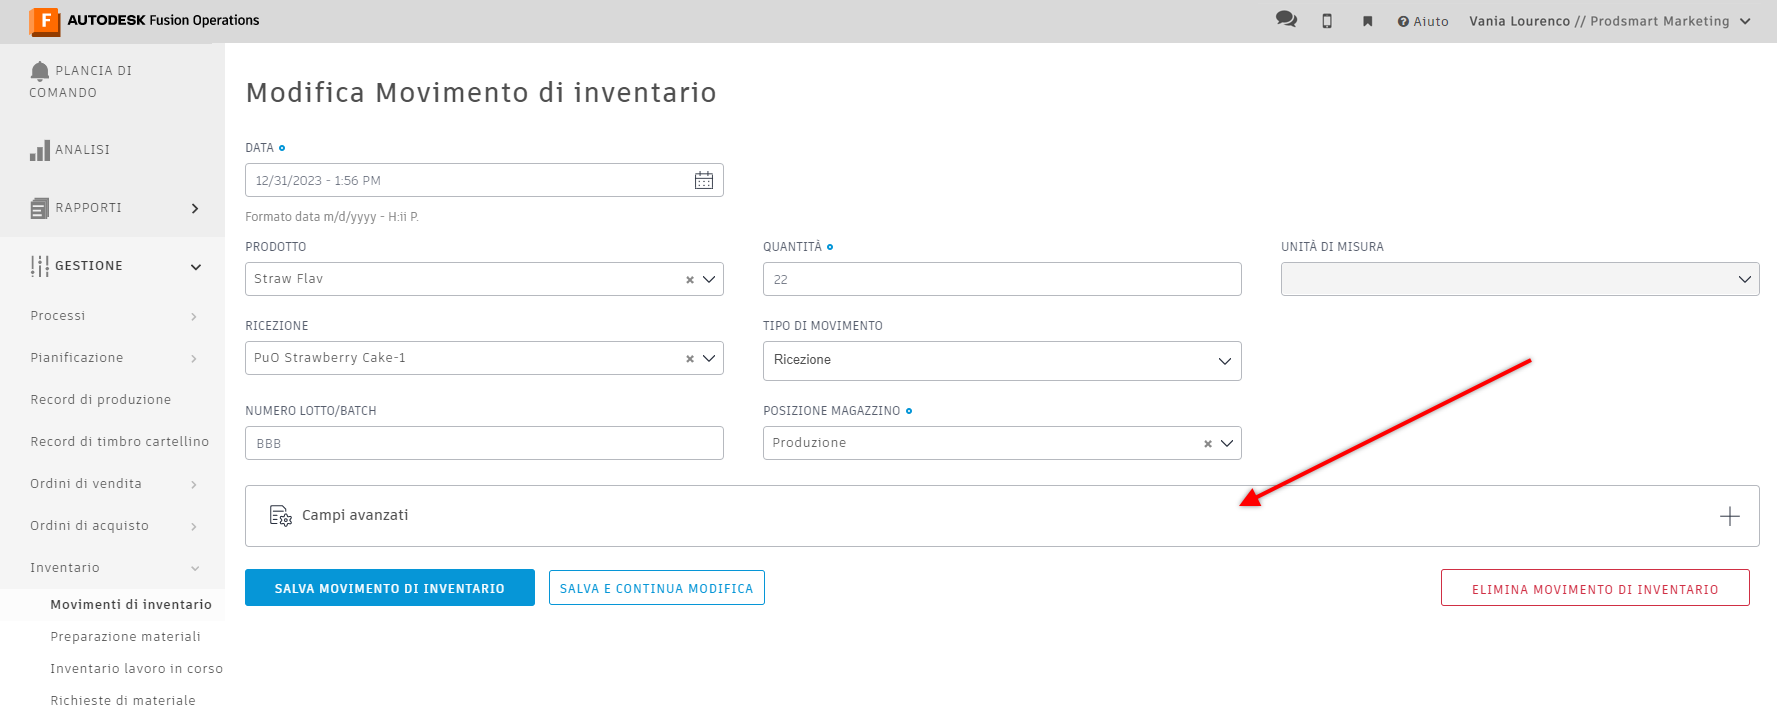 AUTODESK Fusion Operations
Aiuto
Vania Lourenco // Prodsmart Marketing
PLANCIA DI
COMANDO
ANALISI
RAPPORTI
GESTIONE
Processi
Pianificazione
Record di produzione
Record di timbro cartellino
Ordini di vendita
Ordini di acquisto
Inventario
Movimenti di inventario
Preparazione materiali
Inventario lavoro in corso
Richieste di materiale
Modifica Movimento di inventario
DATA
12/31/2023 - 1:56 PM
Formato data m/d/yyyy - H:ii P.
PRODOTTO
Straw Flav
QUANTITÀ
22
UNITÀ DI MISURA
RICEZIONE
PuO Strawberry Cake-1
TIPO DI MOVIMENTO
Ricezione
NUMERO LOTTO/BATCH
BBB
POSIZIONE MAGAZZINO
Produzione
Campi avanzati
SALVA MOVIMENTO DI INVENTARIO
SALVA E CONTINUA MODIFICA
ELIMINA MOVIMENTO DI INVENTARIO